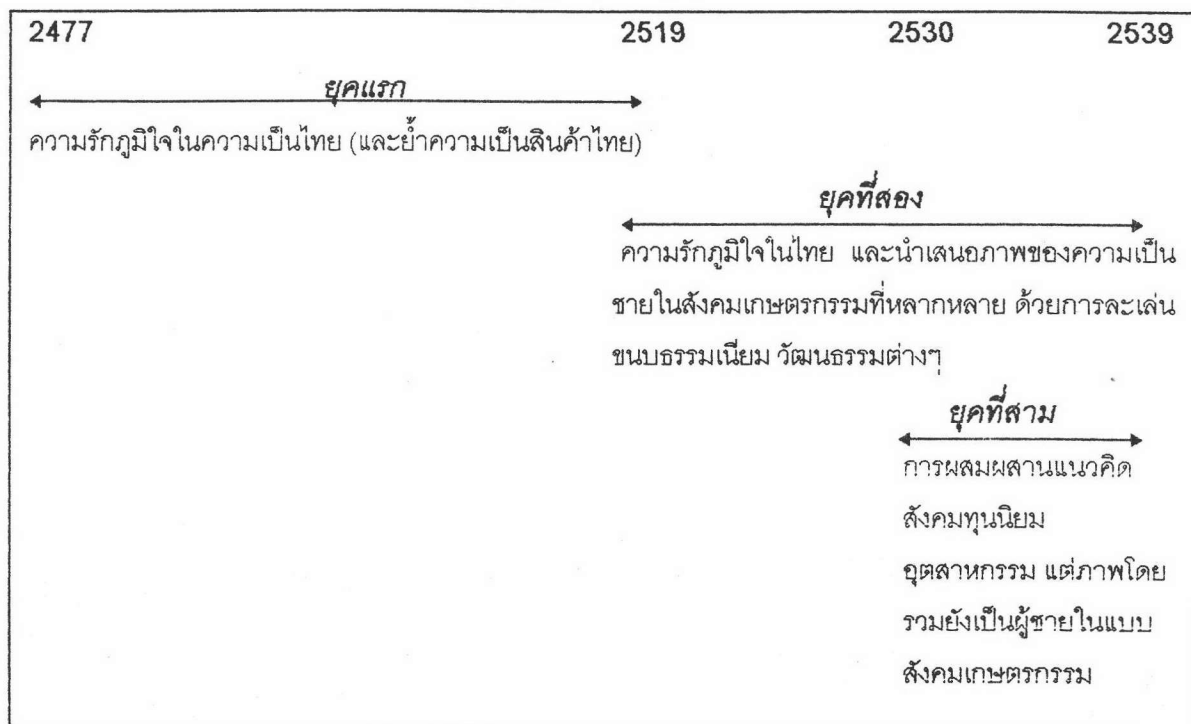 2477 2519 2530 2539
ยุคแรก
ความรักภูมิใจในความเป็นไทย (และย้ำความเป็นสินค้าไทย)
ยุคที่สอง
ความรักภูมิใจในไทย และนำเสนอภาพของความเป็น
ชายในสังคมเกษตรกรรมที่หลากหลาย ด้วยการละเล่น
ขนบธรรมเนียม วัฒนธรรมต่างๆ
ยุคที่สาม
การผสมผสานแนวคิด
สังคมทุนนิยม
อุตสาหกรรม แต่ภาพโดย
รวมยังเป็นผู้ชายในแบบ
สังคมเกษตรกรรม